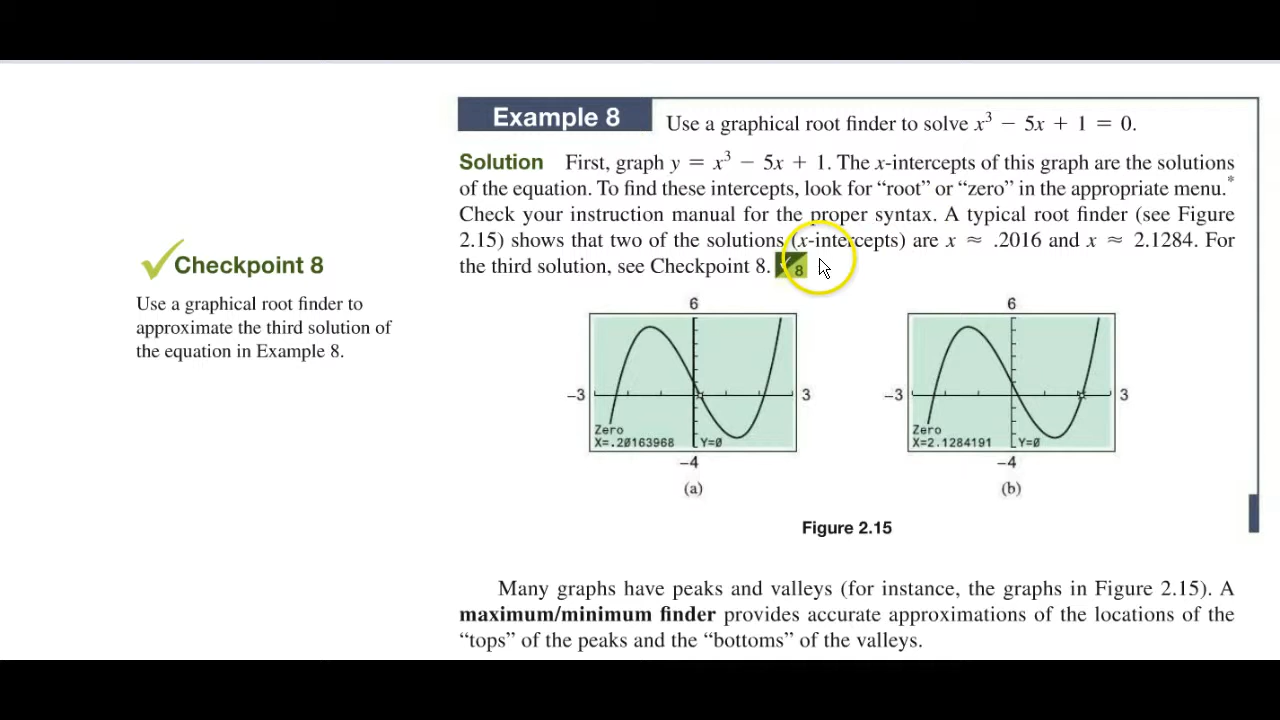 Example 8 Use a graphical root finder to solve x³ − 5x + 1 = 0.
Solution First, graph y = x³ − 5x + 1. The x-intercepts of this graph are the solutions
of the equation. To find these intercepts, look for “root” or “zero” in the appropriate menu.*
Check your instruction manual for the proper syntax. A typical root finder (see Figure
2.15) shows that two of the solutions (x-intercepts) are x ≈ .2016 and x ≈ 2.1284. For
the third solution, see Checkpoint 8. 8
Checkpoint 8
Use a graphical root finder to
approximate the third solution of
the equation in Example 8.
6
−3
3
Zero
X=.20163968 Y=0
−4
(a)
6
−3
3
Zero
X=2.1284191 Y=0
−4
(b)
Figure 2.15
Many graphs have peaks and valleys (for instance, the graphs in Figure 2.15). A
maximum/minimum finder provides accurate approximations of the locations of the
“tops” of the peaks and the “bottoms” of the valleys.